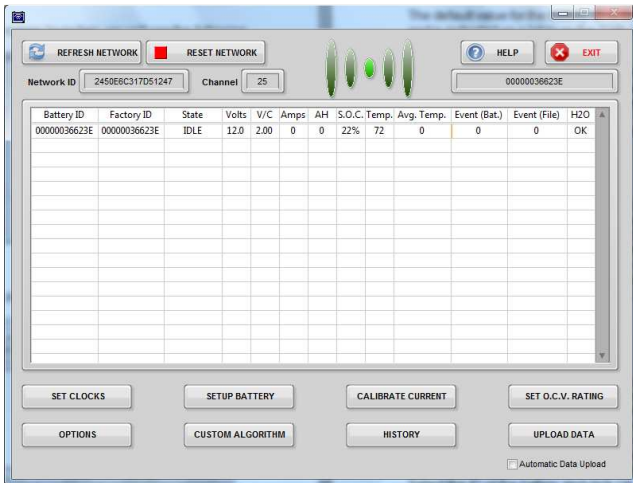 REFRESH NETWORK RESET NETWORK HELP EXIT
Network ID 2450E6C317D51247 Channel 25 00000036623E
Battery ID Factory ID State Volts V/C Amps AH S.O.C. Temp. Avg. Temp. Event (Bat.) Event (File) H2O
00000036623E 00000036623E IDLE 12.0 2.00 0 0 22% 72 0 0 0 OK
SET CLOCKS SETUP BATTERY CALIBRATE CURRENT SET O.C.V. RATING
OPTIONS CUSTOM ALGORITHM HISTORY UPLOAD DATA
Automatic Data Upload